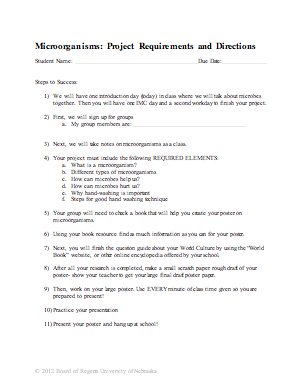 Microorganisms: Project Requirements and Directions
Student Name: Due Date:
Steps to Success:
1) We will have one introduction day (today) in class where we will talk about microbes
together. Then you will have one IMC day and a second workday to finish your project.
2) First, we will sign up for groups
a. My group members are:
3) Next, we will take notes on microorganisms as a class.
4) Your project must include the following REQUIRED ELEMENTS:
a. What is a microorganism?
b. Different types of microorganisms
c. How can microbes help us?
d. How can microbes hurt us?
e. Why hand-washing is important
f. Steps for good hand washing technique
5) Your group will need to check a book that will help you create your poster on
microorganisms.
6) Using your book resource find as much information as you can for your poster.
7) Next, you will finish the question guide about your World Culture by using the "World
Book" website, or other online encyclopedia offered by your school.
8) After all your research is completed, make a small scratch paper rough draft of your
poster- show your teacher to get your large final draft poster paper.
9) Then, work on your large poster. Use EVERY minute of class time given so you are
prepared to present!
10) Practice your presentation
11) Present your poster and hang up at school!
© 2012 Board of Regents University of Nebraska